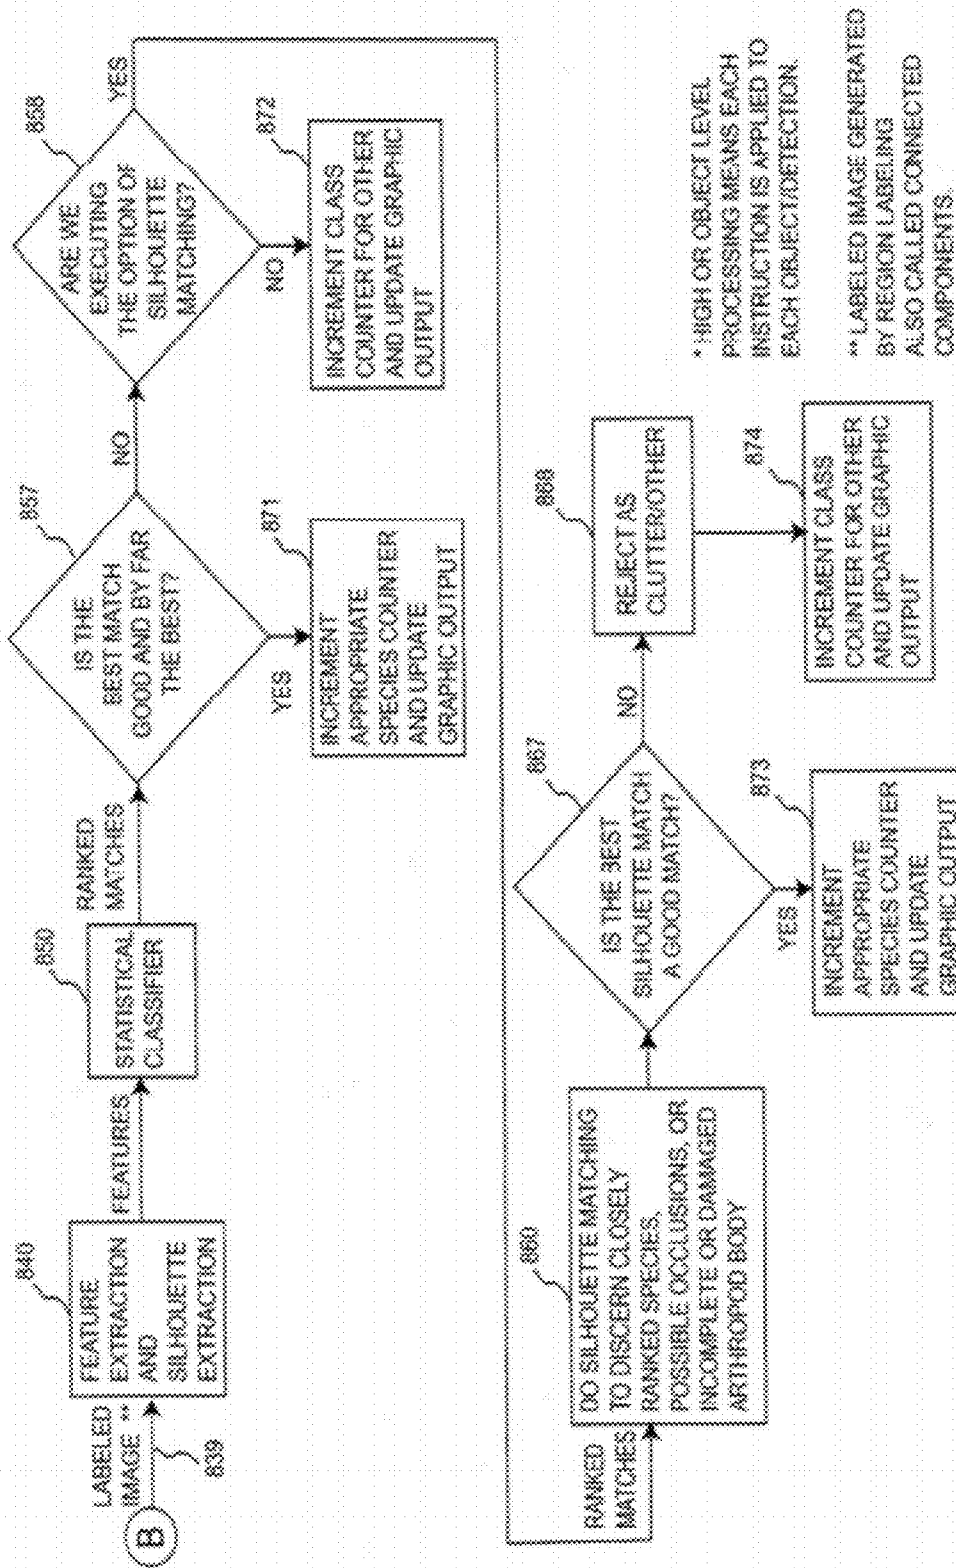 B
LABELED
IMAGE **
839
840
FEATURE
EXTRACTION
AND
SILHOUETTE
EXTRACTION
FEATURES
850
STATISTICAL
CLASSIFIER
RANKED
MATCHES
857
IS THE
BEST MATCH
GOOD AND BY FAR
THE BEST?
YES
871
INCREMENT
APPROPRIATE
SPECIES COUNTER
AND UPDATE
GRAPHIC OUTPUT
NO
858
ARE WE
EXECUTING
THE OPTION OF
SILHOUETTE
MATCHING?
YES
NO
872
INCREMENT CLASS
COUNTER FOR OTHER
AND UPDATE GRAPHIC
OUTPUT
RANKED
MATCHES
860
DO SILHOUETTE MATCHING
TO DISCERN CLOSELY
RANKED SPECIES,
POSSIBLE OCCLUSIONS, OR
INCOMPLETE OR DAMAGED
ARTHROPOD BODY
867
IS THE BEST
SILHOUETTE MATCH
A GOOD MATCH?
YES
873
INCREMENT
APPROPRIATE
SPECIES COUNTER
AND UPDATE
GRAPHIC OUTPUT
NO
REJECT AS
CLUTTER/OTHER
874
INCREMENT CLASS
COUNTER FOR OTHER
AND UPDATE GRAPHIC
OUTPUT
* HIGH OR OBJECT LEVEL
PROCESSING MEANS EACH
INSTRUCTION IS APPLIED TO
EACH OBJECT/DETECTION.
** LABELED IMAGE GENERATED
BY REGION LABELING
ALSO CALLED CONNECTED
COMPONENTS.